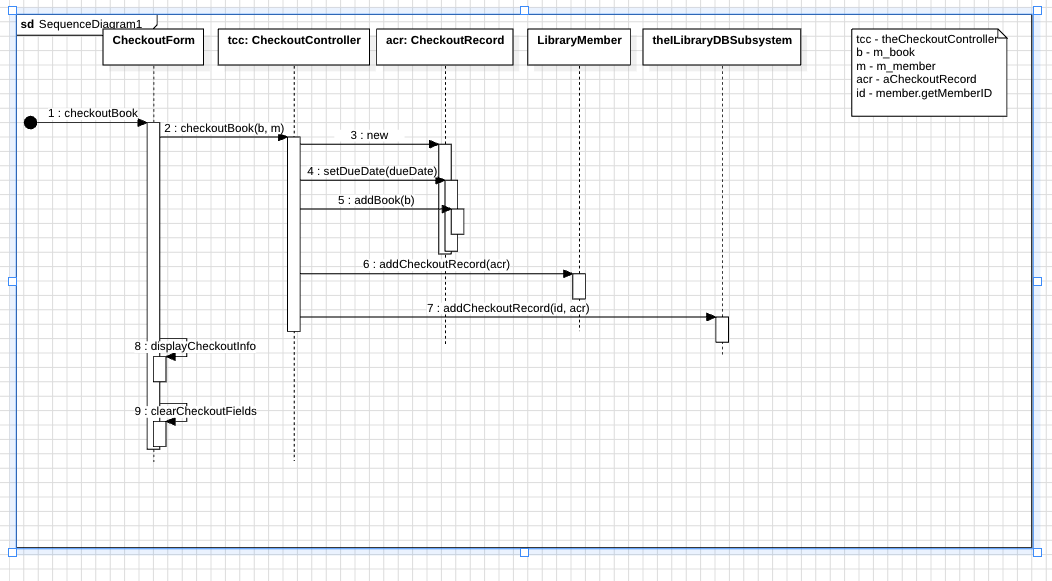 sd SequenceDiagram1
CheckoutForm
tcc: CheckoutController
acr: CheckoutRecord
LibraryMember
theILibraryDBSubsystem
tcc - theCheckoutController
b - m_book
m - m_member
acr - aCheckoutRecord
id - member.getMemberID
1 : checkoutBook
2 : checkoutBook(b, m)
3 : new
4 : setDueDate(dueDate)
5 : addBook(b)
6 : addCheckoutRecord(acr)
7 : addCheckoutRecord(id, acr)
8 : displayCheckoutInfo
9 : clearCheckoutFields